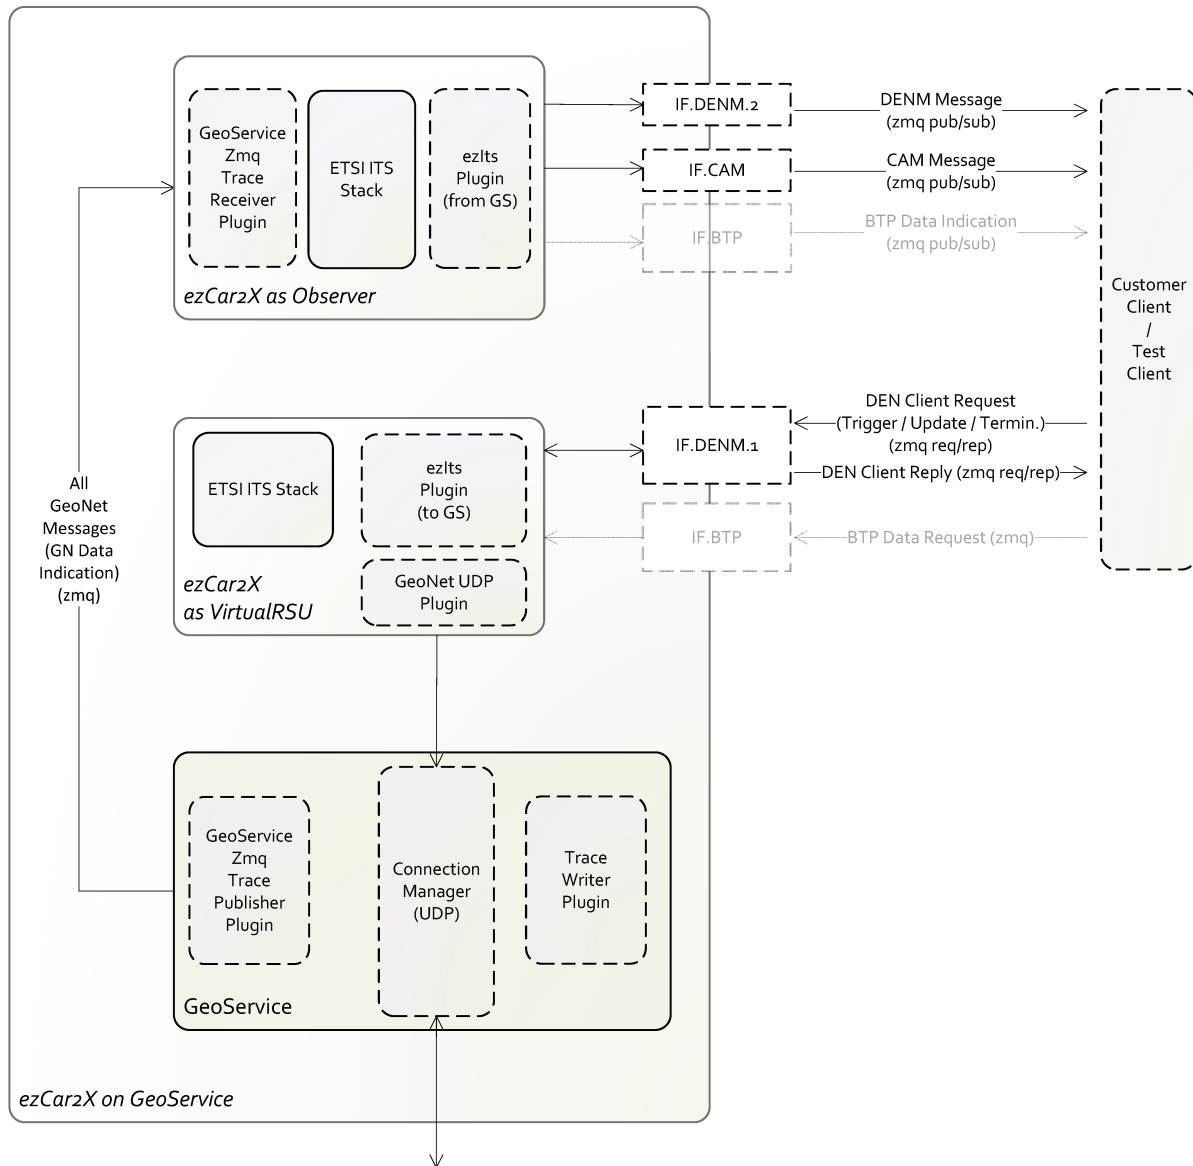 GeoService
Zmq
Trace
Receiver
Plugin
ETSI ITS
Stack
ezIts
Plugin
(from GS)
ezCar2X as Observer
IF.DENM.2
DENM Message
(zmq pub/sub)
IF.CAM
CAM Message
(zmq pub/sub)
IF.BTP
BTP Data Indication
(zmq pub/sub)
Customer
Client
/
Test
Client
All
GeoNet
Messages
(GN Data
Indication)
(zmq)
ETSI ITS Stack
ezIts
Plugin
(to GS)
GeoNet UDP
Plugin
ezCar2X
as VirtualRSU
IF.DENM.1
DEN Client Request
(Trigger / Update / Termin.)
(zmq req/rep)
DEN Client Reply (zmq req/rep)
IF.BTP
BTP Data Request (zmq)
GeoService
Zmq
Trace
Publisher
Plugin
Connection
Manager
(UDP)
Trace
Writer
Plugin
GeoService
ezCar2X on GeoService